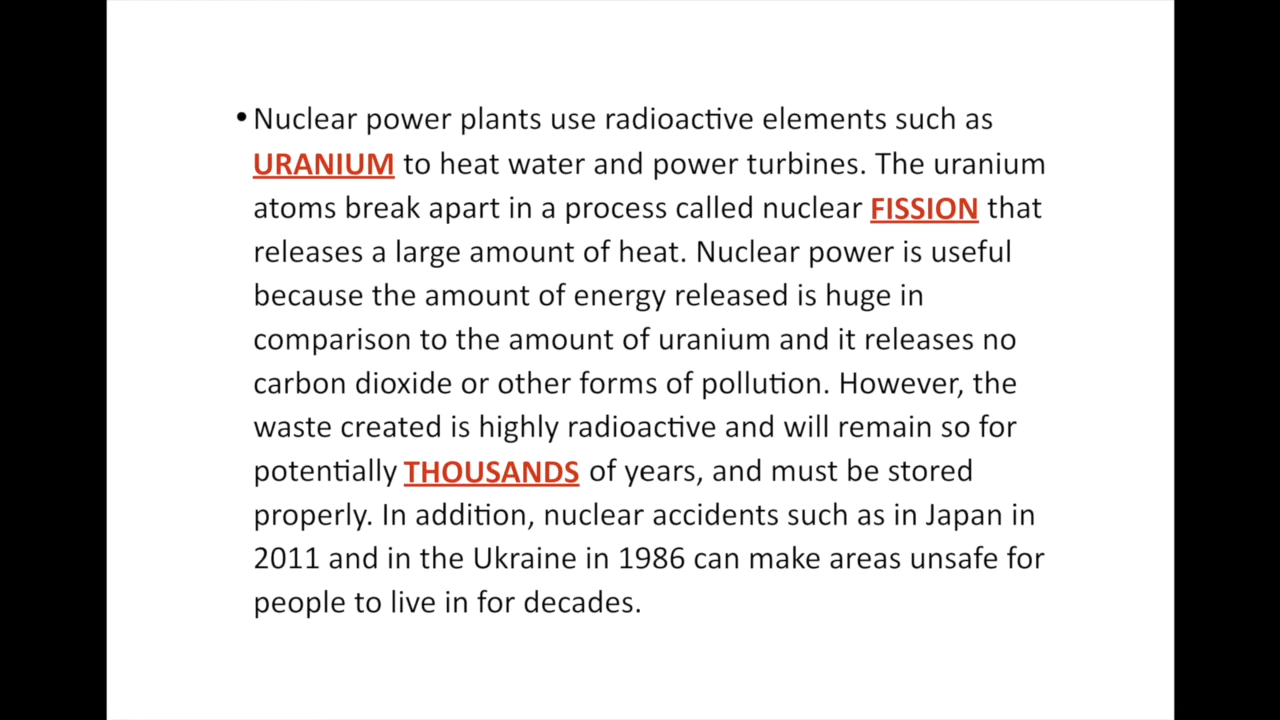 • Nuclear power plants use radioactive elements such as
URANIUM to heat water and power turbines. The uranium
atoms break apart in a process called nuclear FISSION that
releases a large amount of heat. Nuclear power is useful
because the amount of energy released is huge in
comparison to the amount of uranium and it releases no
carbon dioxide or other forms of pollution. However, the
waste created is highly radioactive and will remain so for
potentially THOUSANDS of years, and must be stored
properly. In addition, nuclear accidents such as in Japan in
2011 and in the Ukraine in 1986 can make areas unsafe for
people to live in for decades.